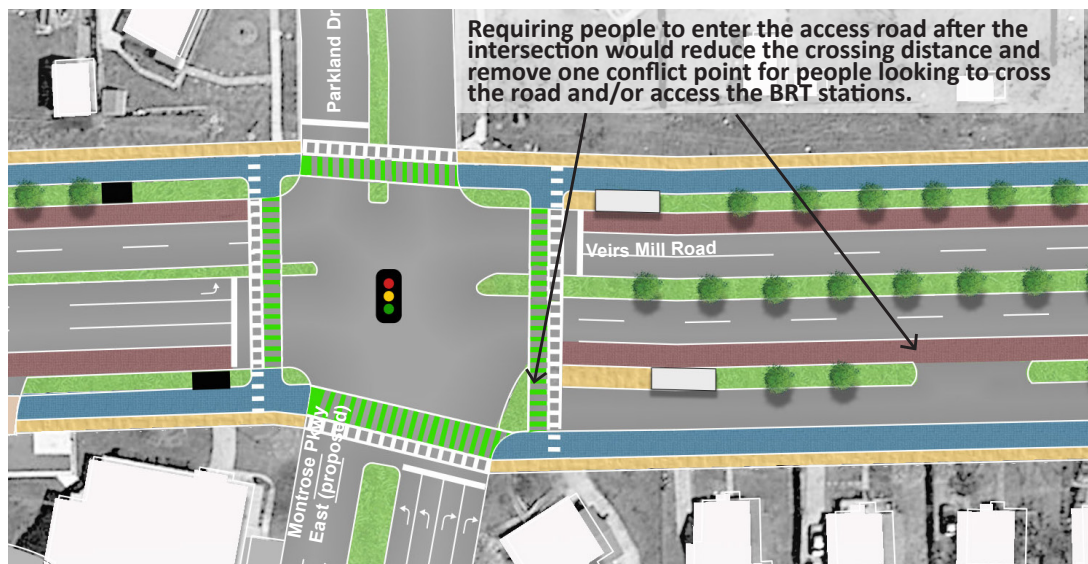 Requiring people to enter the access road after the
intersection would reduce the crossing distance and
remove one conflict point for people looking to cross
the road and/or access the BRT stations.
Parkland Dr
Veirs Mill Road
Montrose Pkwy
East (proposed)